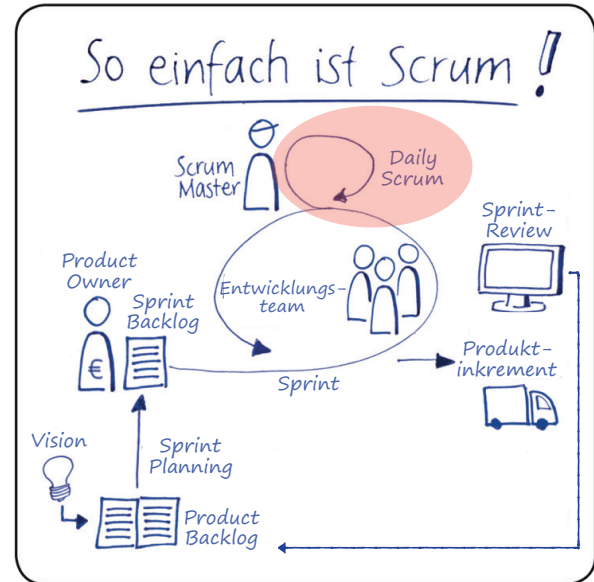 So einfach ist Scrum!
Scrum
Master
Daily
Scrum
Sprint-
Review
Product
Owner
Sprint
Backlog
€
Entwicklungs-
team
Sprint
Produkt-
inkrement
Vision
Sprint
Planning
Product
Backlog